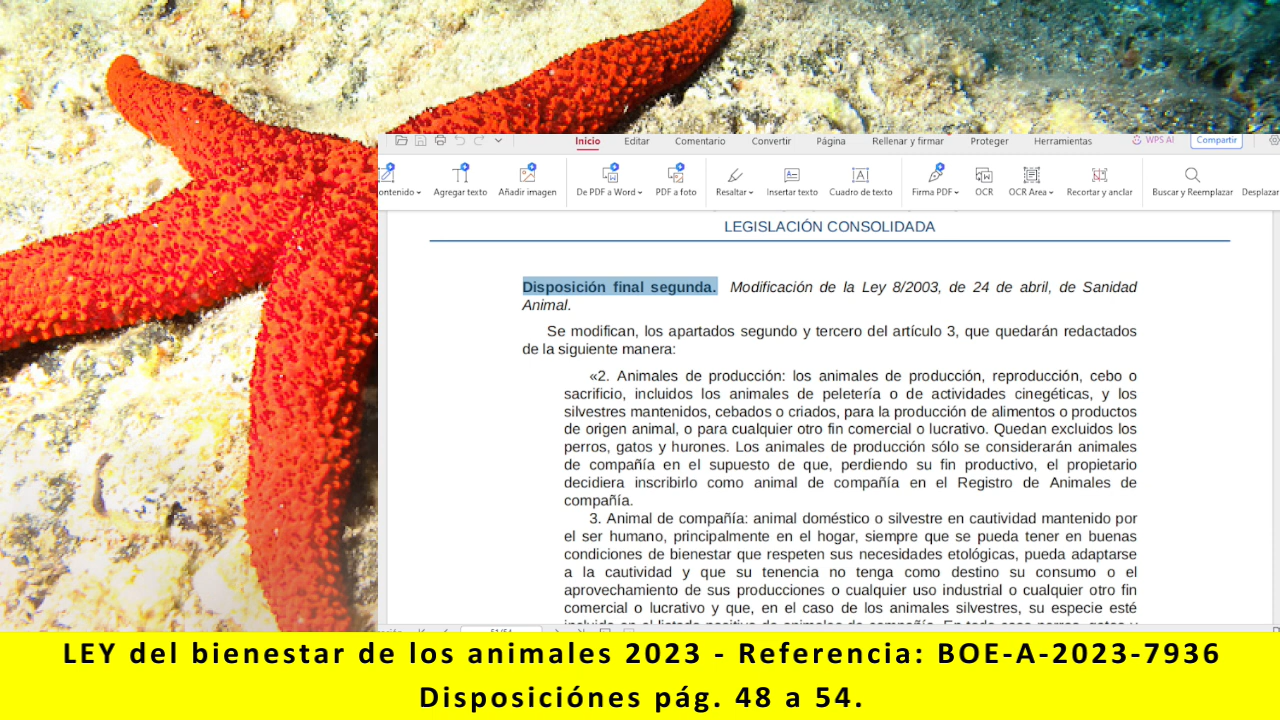 Inicio Editar Comentario Convertir Página Rellenar y firmar Proteger Herramientas WPS AI Compartir
ontenido Agregar texto Añadir imagen De PDF a Word PDF a foto Resaltar Insertar texto Cuadro de texto Firma PDF OCR OCR Area Recortar y anclar Buscar y Reemplazar Desplazar
LEGISLACIÓN CONSOLIDADA
Disposición final segunda. Modificación de la Ley 8/2003, de 24 de abril, de Sanidad
Animal.
Se modifican, los apartados segundo y tercero del artículo 3, que quedarán redactados
de la siguiente manera:
«2. Animales de producción: los animales de producción, reproducción, cebo o
sacrificio, incluidos los animales de peletería o de actividades cinegéticas, y los
silvestres mantenidos, cebados o criados, para la producción de alimentos o productos
de origen animal, o para cualquier otro fin comercial o lucrativo. Quedan excluidos los
perros, gatos y hurones. Los animales de producción sólo se considerarán animales
de compañía en el supuesto de que, perdiendo su fin productivo, el propietario
decidiera inscribirlo como animal de compañía en el Registro de Animales de
compañía.
3. Animal de compañía: animal doméstico o silvestre en cautividad mantenido por
el ser humano, principalmente en el hogar, siempre que se pueda tener en buenas
condiciones de bienestar que respeten sus necesidades etológicas, pueda adaptarse
a la cautividad y que su tenencia no tenga como destino su consumo o el
aprovechamiento de sus producciones o cualquier uso industrial o cualquier otro fin
comercial o lucrativo y que, en el caso de los animales silvestres, su especie esté
LEY del bienestar de los animales 2023 - Referencia: BOE-A-2023-7936
Disposiciónes pág. 48 a 54.